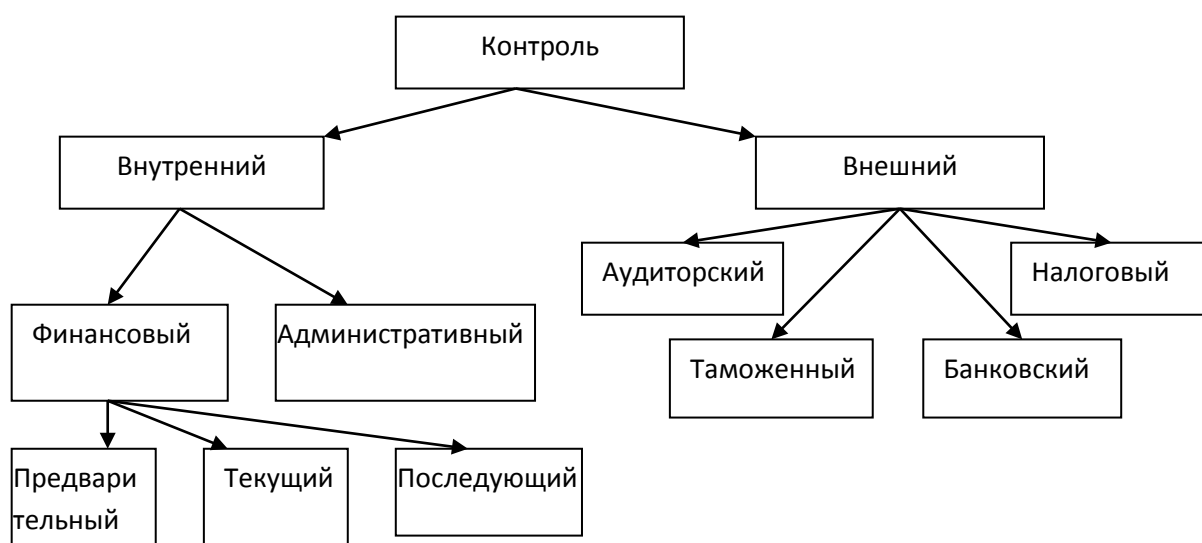 Контроль
Внутренний
Внешний
Аудиторский
Налоговый
Финансовый
Административный
Таможенный
Банковский
Предвари
тельный
Текущий
Последующий